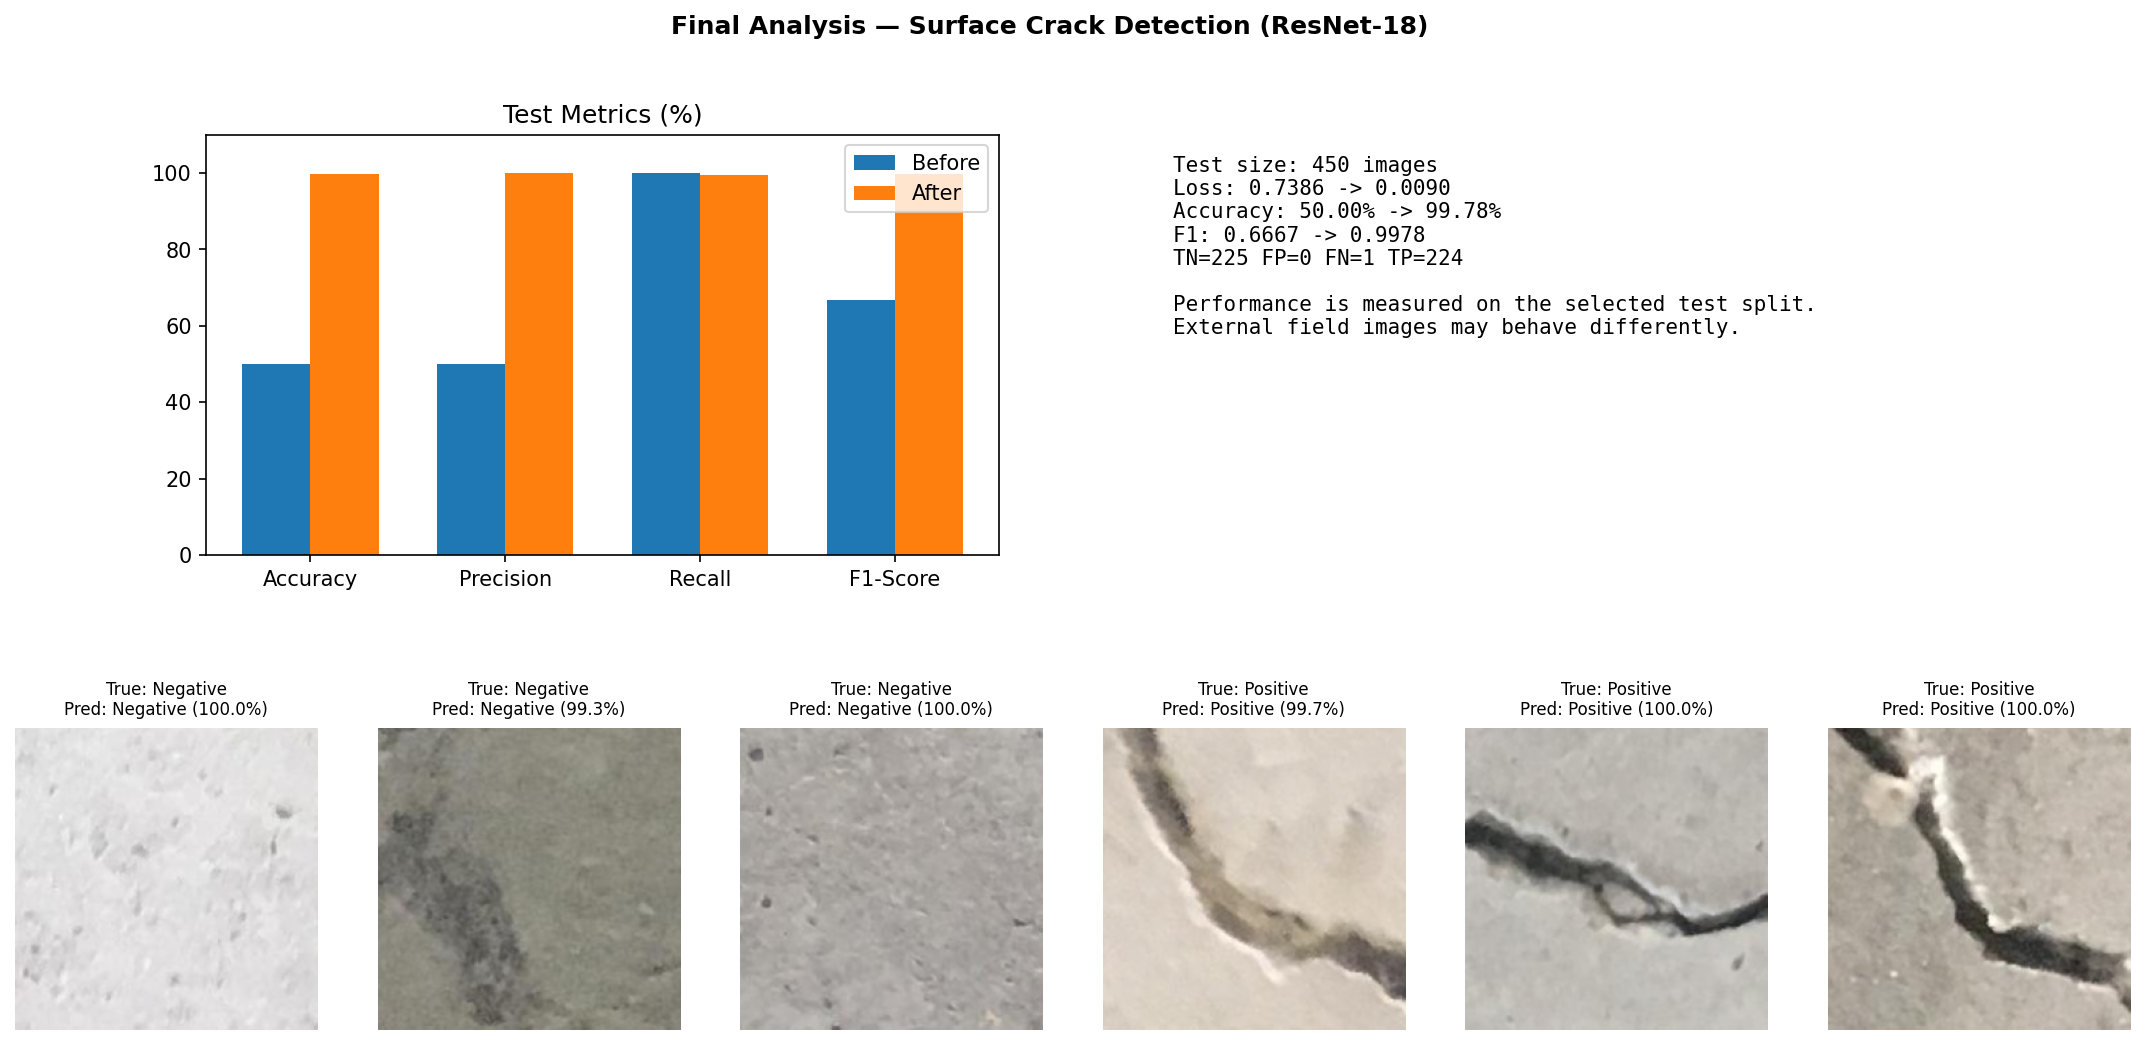 Final Analysis — Surface Crack Detection (ResNet-18)
Test Metrics (%)
100
80
60
40
20
0
Before
After
Accuracy
Precision
Recall
F1-Score
Test size: 450 images
Loss: 0.7386 -> 0.0090
Accuracy: 50.00% -> 99.78%
F1: 0.6667 -> 0.9978
TN=225 FP=0 FN=1 TP=224
Performance is measured on the selected test split.
External field images may behave differently.
True: Negative
Pred: Negative (100.0%)
True: Negative
Pred: Negative (99.3%)
True: Negative
Pred: Negative (100.0%)
True: Positive
Pred: Positive (99.7%)
True: Positive
Pred: Positive (100.0%)
True: Positive
Pred: Positive (100.0%)